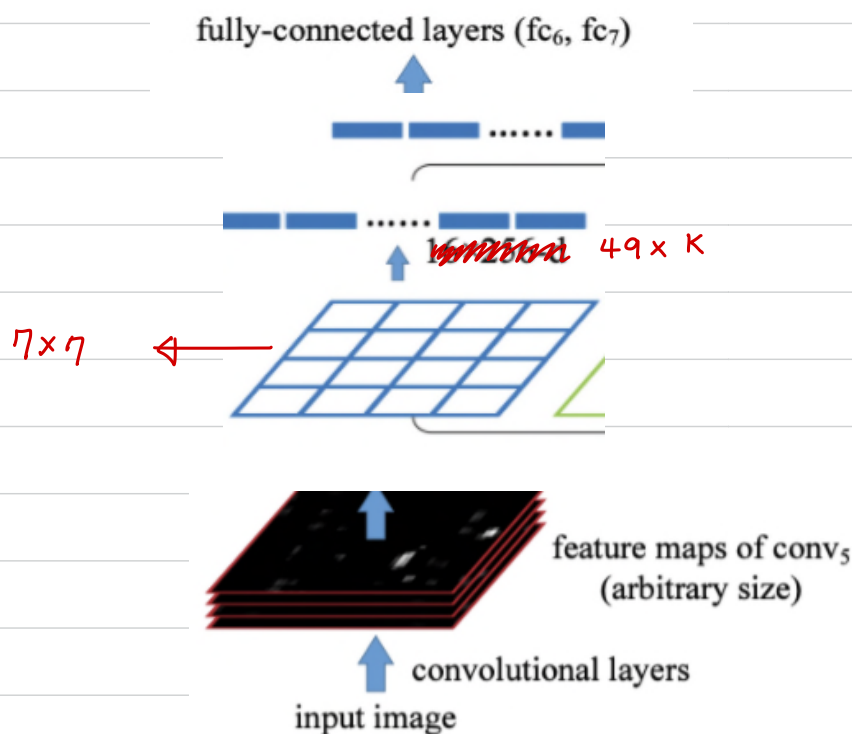 fully-connected layers (fc₆, fc₇)
49 × K
7×7
feature maps of conv₅
(arbitrary size)
convolutional layers
input image